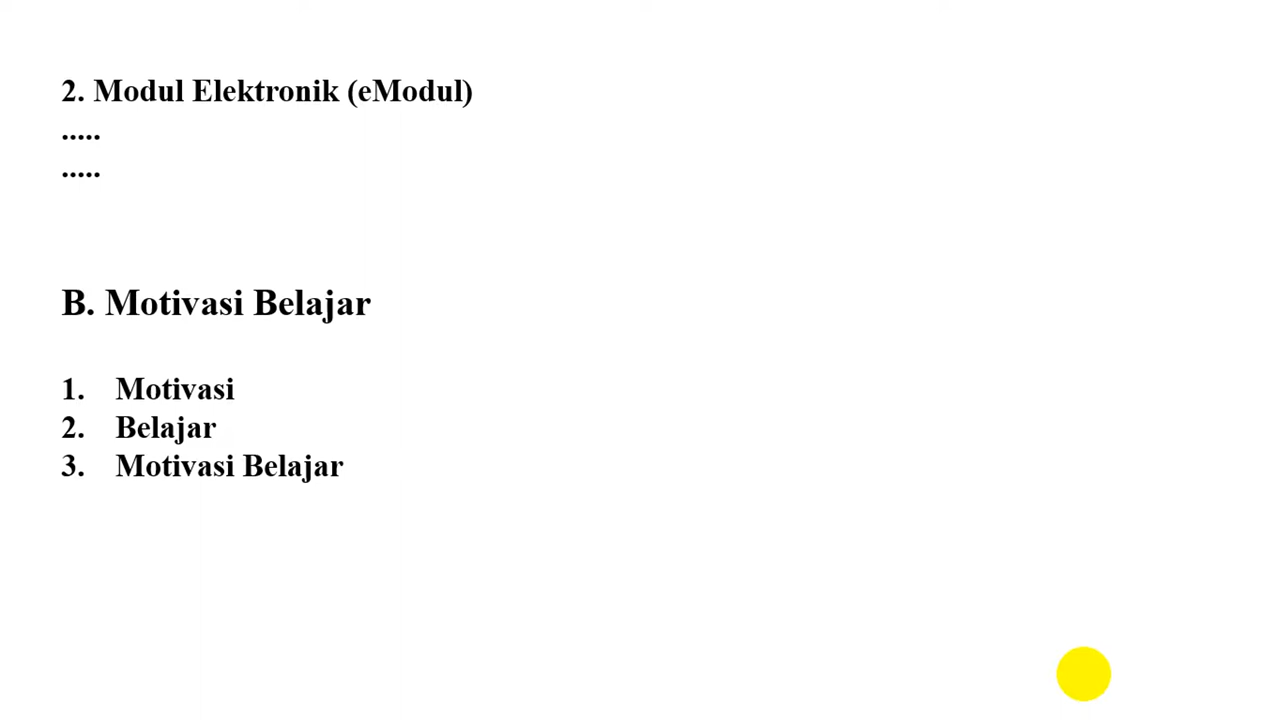 2. Modul Elektronik (eModul)
.....
.....
B. Motivasi Belajar
1. Motivasi
2. Belajar
3. Motivasi Belajar